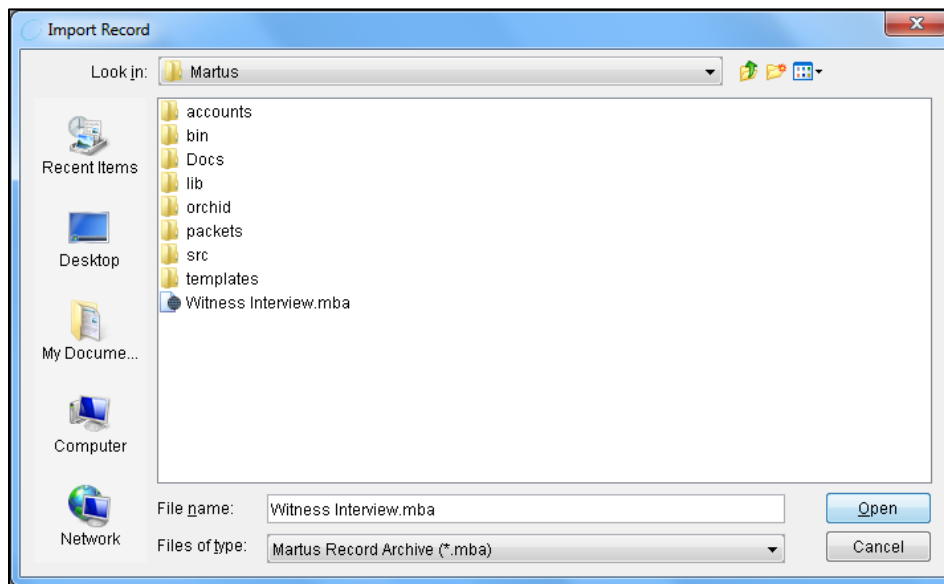 Import Record
Look in: Martus
accounts
bin
Docs
lib
orchid
packets
src
templates
Witness Interview.mba
Recent Items
Desktop
My Docume...
Computer
Network
File name: Witness Interview.mba
Open
Files of type: Martus Record Archive (*.mba)
Cancel